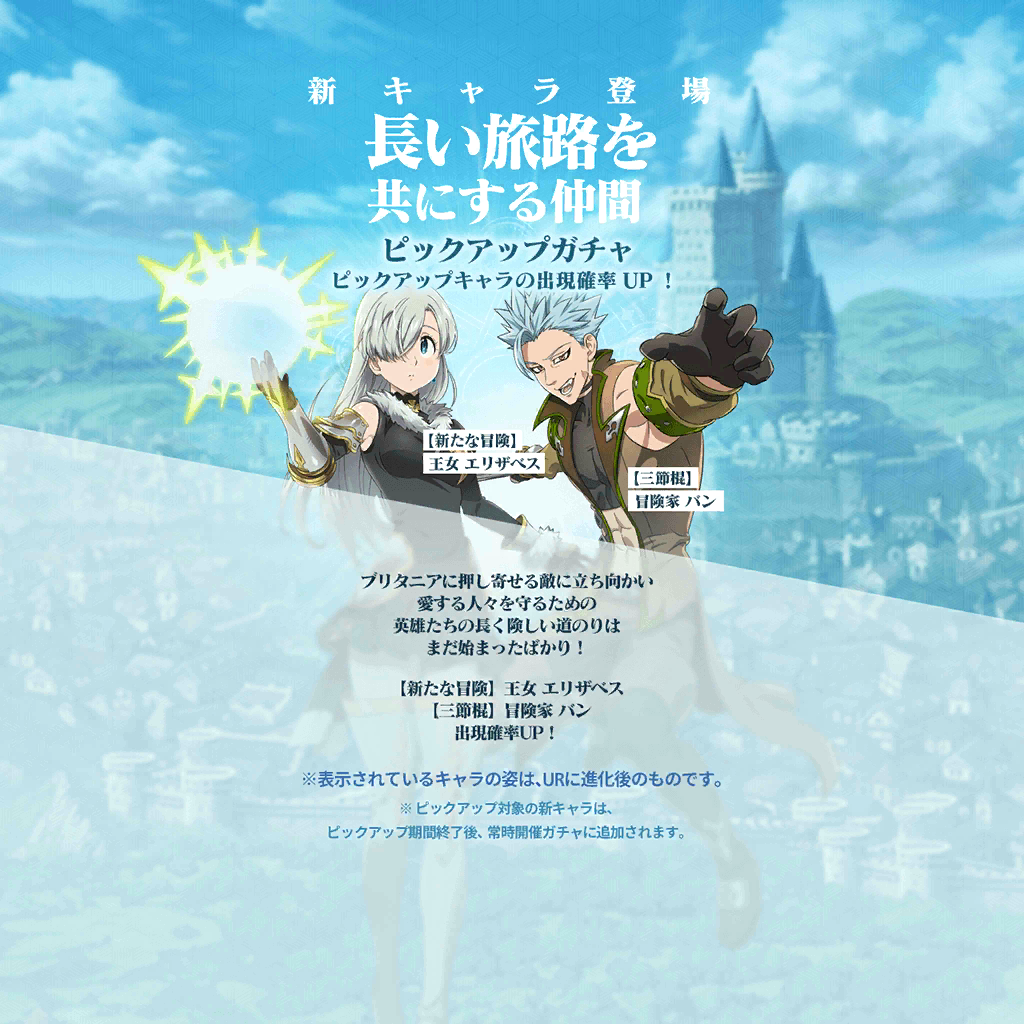 新キャラ登場
長い旅路を
共にする仲間
ピックアップガチャ
ピックアップキャラの出現確率 UP ！
【新たな冒険】
王女 エリザベス
【三節棍】
冒険家 バン
ブリタニアに押し寄せる敵に立ち向かい
愛する人々を守るための
英雄たちの長く険しい道のりは
まだ始まったばかり！
【新たな冒険】王女 エリザベス
【三節棍】冒険家 バン
出現確率UP！
※表示されているキャラの姿は､URに進化後のものです。
※ ピックアップ対象の新キャラは、
ピックアップ期間終了後、常時開催ガチャに追加されます。